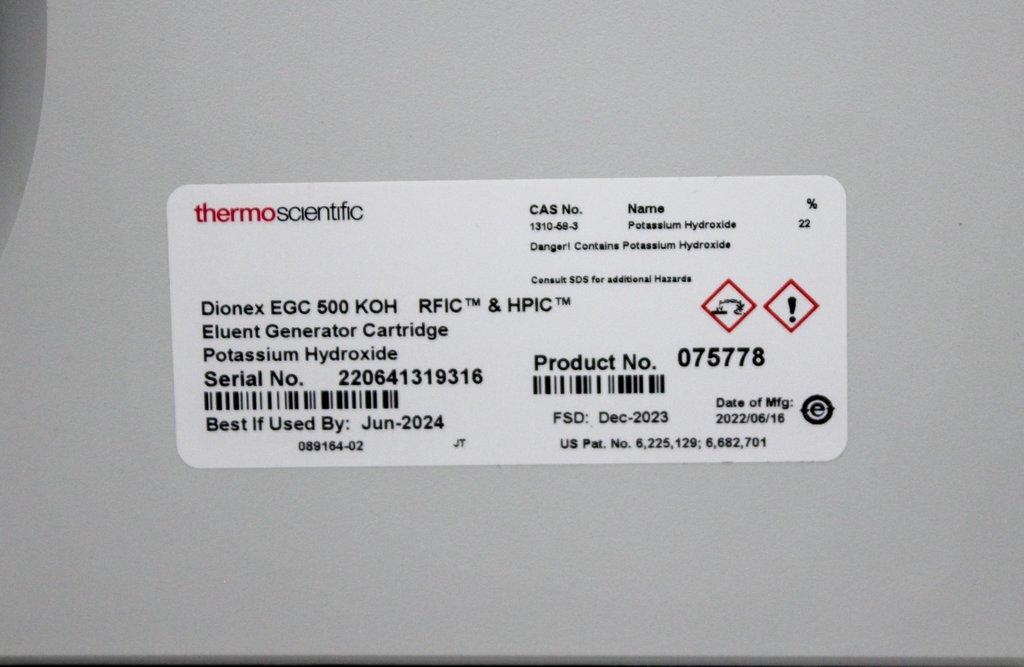 thermoscientific
CAS No. Name %
1310-58-3 Potassium Hydroxide 22
Danger! Contains Potassium Hydroxide
Consult SDS for additional Hazards
Dionex EGC 500 KOH RFIC™ & HPIC™
Eluent Generator Cartridge
Potassium Hydroxide
Product No. 075778
Serial No. 220641319316
Best If Used By: Jun-2024
FSD: Dec-2023
Date of Mfg:
2022/06/16
e
089164-02 JT US Pat. No. 6,225,129; 6,682,701